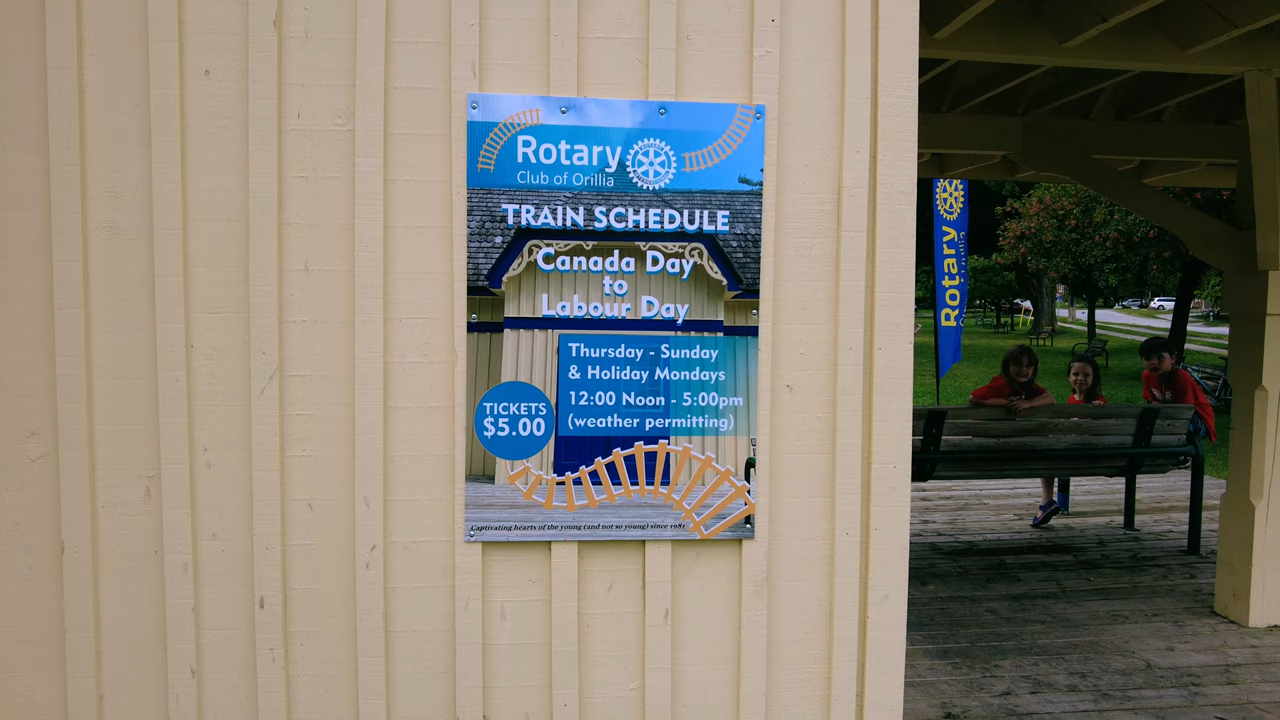 Rotary
Club of Orillia
TRAIN SCHEDULE
Canada Day
to
Labour Day
Thursday - Sunday
& Holiday Mondays
12:00 Noon - 5:00pm
(weather permitting)
TICKETS
$5.00
Captivating hearts of the young (and not so young) since 1981
Rotary